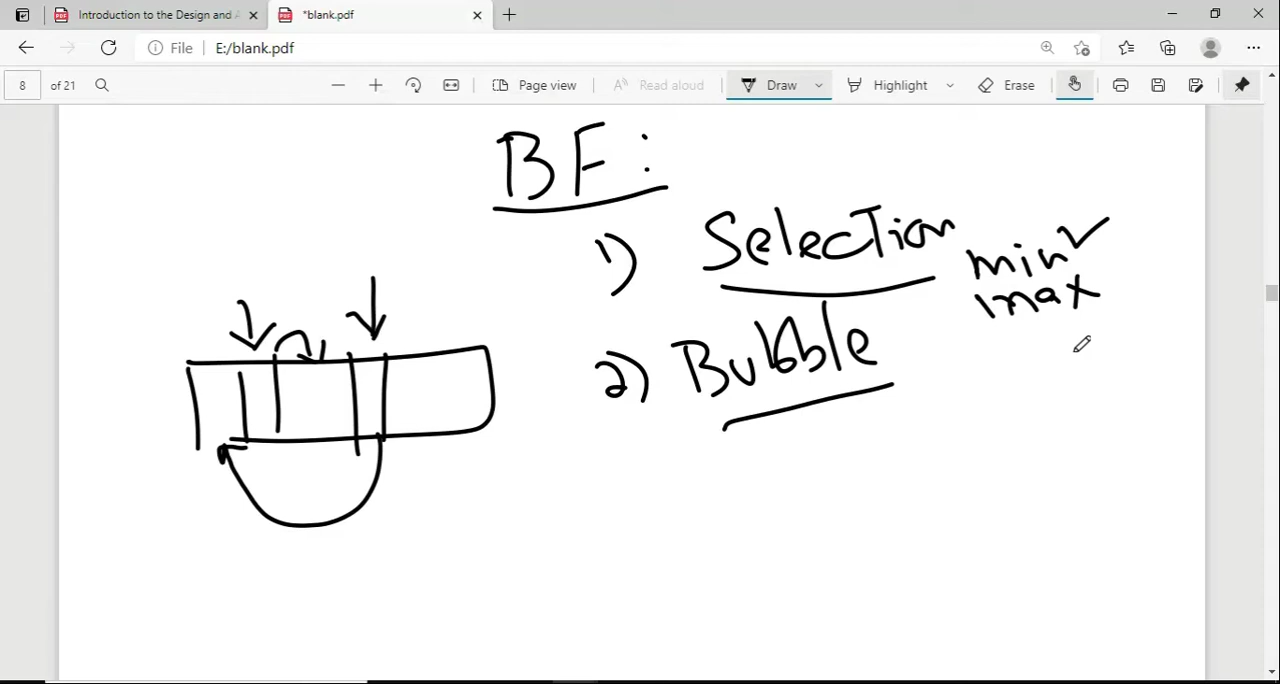 Introduction to the Design and A
*blank.pdf
File E:/blank.pdf
8 of 21
Page view
Read aloud
Draw
Highlight
Erase
BF:
1) Selection min
max
2) Bubble